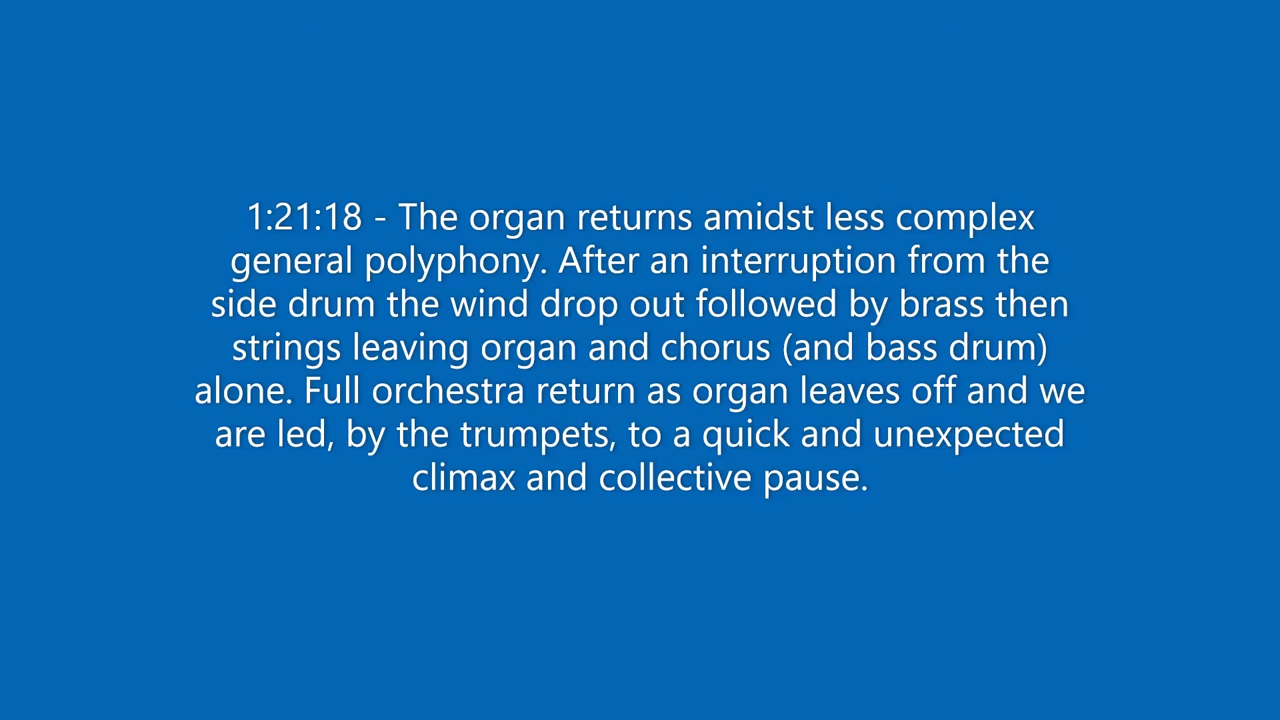 1:21:18 - The organ returns amidst less complex
general polyphony. After an interruption from the
side drum the wind drop out followed by brass then
strings leaving organ and chorus (and bass drum)
alone. Full orchestra return as organ leaves off and we
are led, by the trumpets, to a quick and unexpected
climax and collective pause.